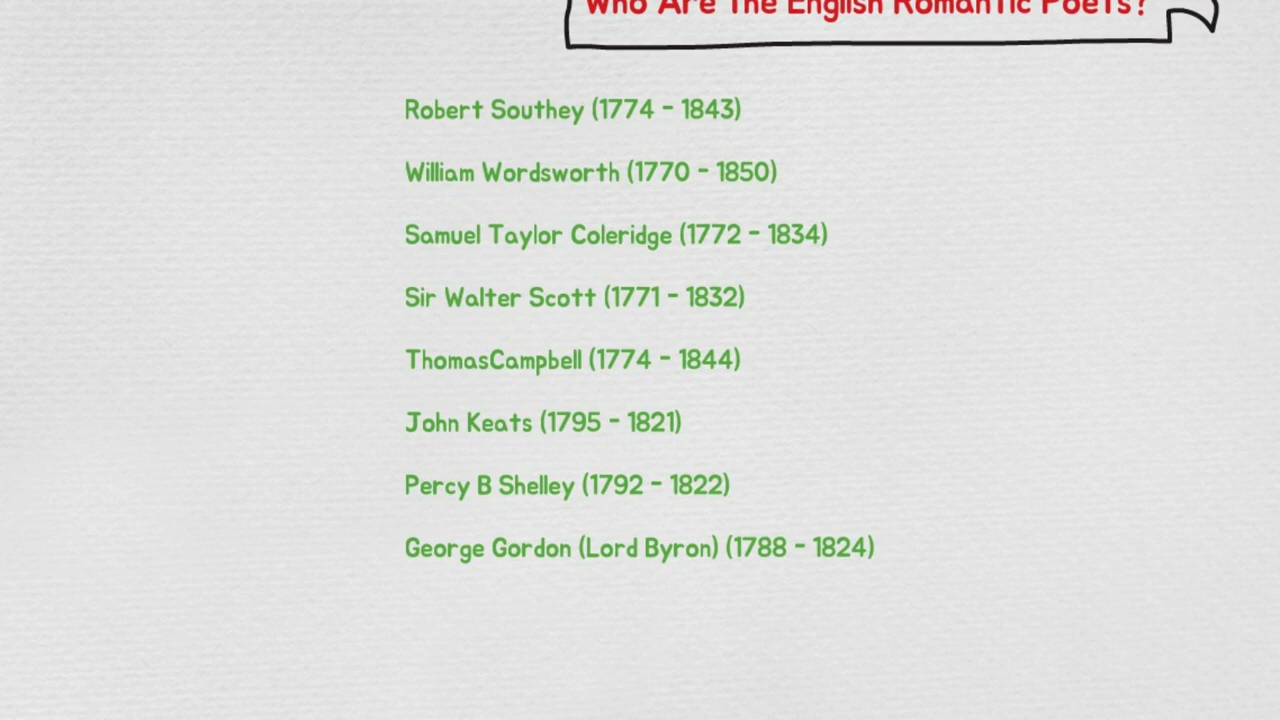 Who Are The English Romantic Poets?
Robert Southey (1774 - 1843)
William Wordsworth (1770 - 1850)
Samuel Taylor Coleridge (1772 - 1834)
Sir Walter Scott (1771 - 1832)
ThomasCampbell (1774 - 1844)
John Keats (1795 - 1821)
Percy B Shelley (1792 - 1822)
George Gordon (Lord Byron) (1788 - 1824)